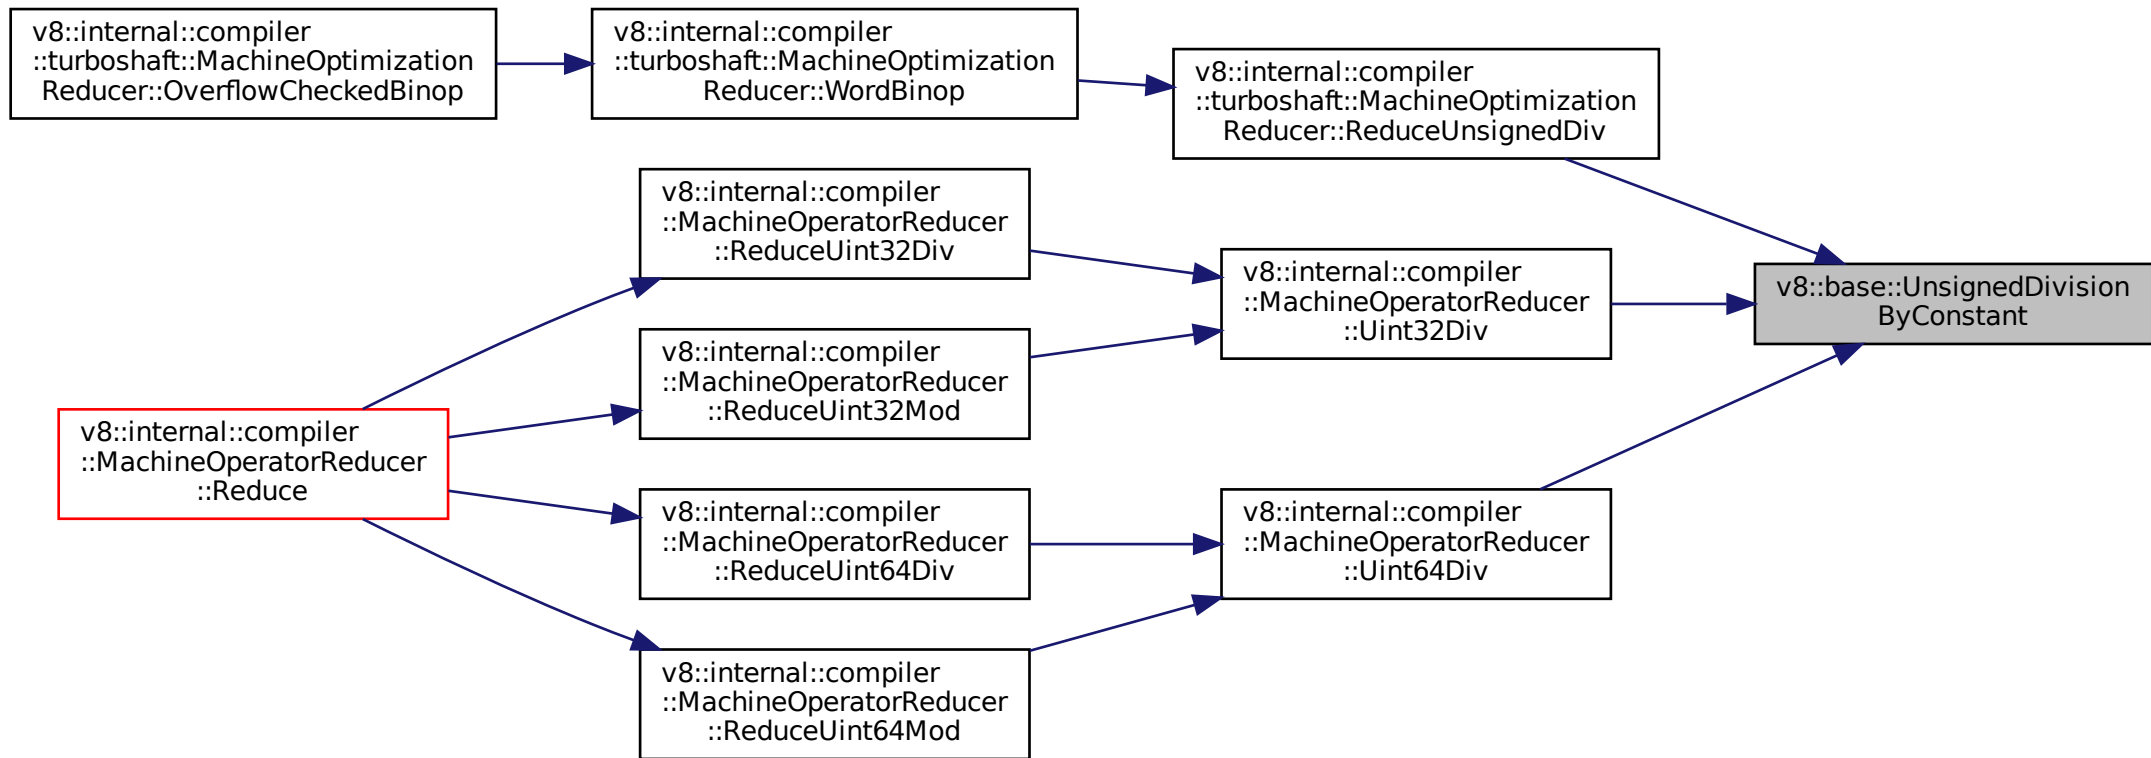 v8::internal::compiler
::turboshaft::MachineOptimization
Reducer::OverflowCheckedBinop
v8::internal::compiler
::turboshaft::MachineOptimization
Reducer::WordBinop
v8::internal::compiler
::turboshaft::MachineOptimization
Reducer::ReduceUnsignedDiv
v8::internal::compiler
::MachineOperatorReducer
::ReduceUint32Div
v8::internal::compiler
::MachineOperatorReducer
::Uint32Div
v8::base::UnsignedDivision
ByConstant
v8::internal::compiler
::MachineOperatorReducer
::ReduceUint32Mod
v8::internal::compiler
::MachineOperatorReducer
::Reduce
v8::internal::compiler
::MachineOperatorReducer
::ReduceUint64Div
v8::internal::compiler
::MachineOperatorReducer
::Uint64Div
v8::internal::compiler
::MachineOperatorReducer
::ReduceUint64Mod